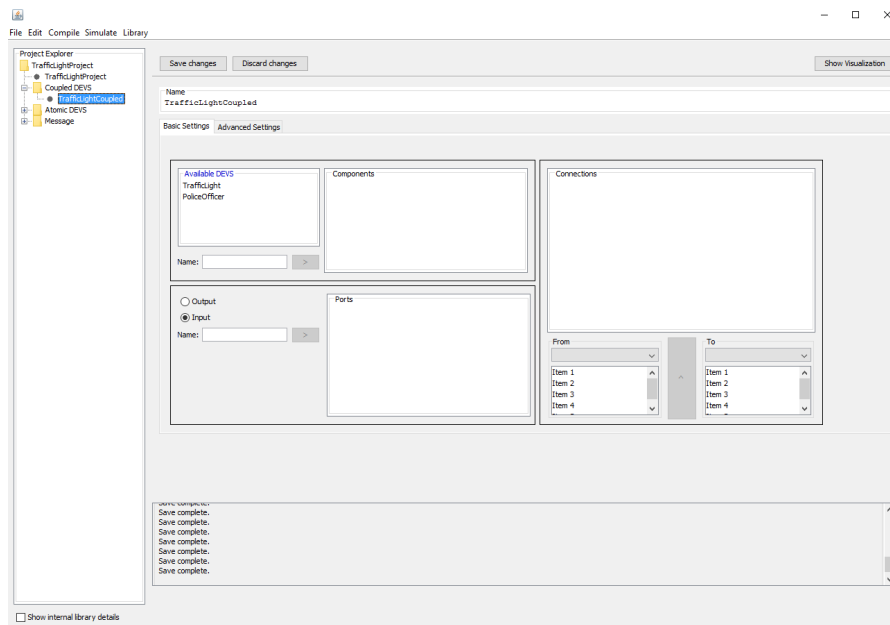 File Edit Compile Simulate Library
Project Explorer
TrafficLightProject
TrafficLightProject
Coupled DEVS
TrafficLightCoupled
Atomic DEVS
Message
Save changes Discard changes Show Visualization
Name
TrafficLightCoupled
Basic Settings Advanced Settings
Available DEVS
TrafficLight
PoliceOfficer
Name: >
Components
Output
Input
Name: >
Ports
Connections
From
Item 1
Item 2
Item 3
Item 4
^
To
Item 1
Item 2
Item 3
Item 4
Save complete.
Save complete.
Save complete.
Save complete.
Save complete.
Save complete.
Save complete.
Save complete.
Show internal library details